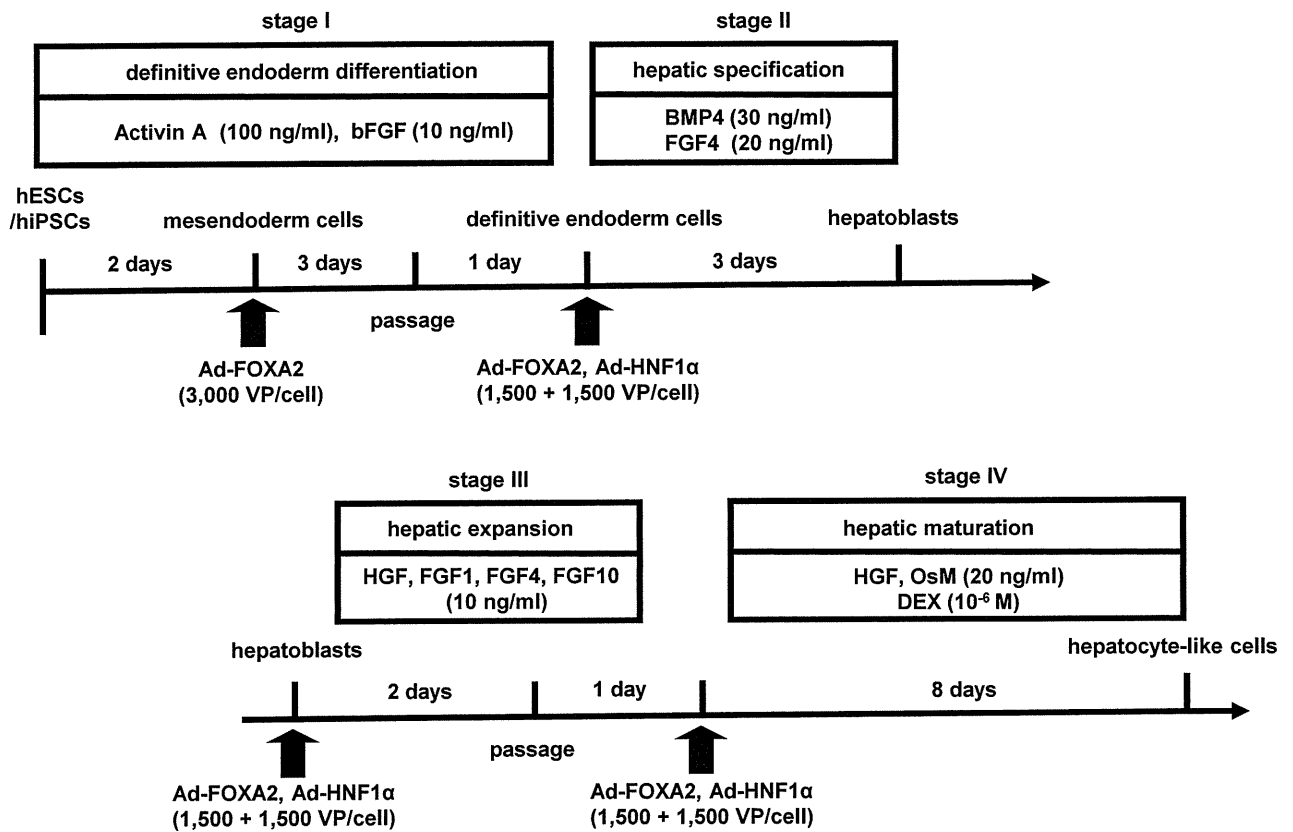 stage I
stage II
definitive endoderm differentiation
hepatic specification
Activin A (100 ng/ml), bFGF (10 ng/ml)
BMP4 (30 ng/ml)
FGF4 (20 ng/ml)
hESCs
/hiPSCs
mesendoderm cells
definitive endoderm cells
hepatoblasts
2 days
3 days
1 day
3 days
passage
Ad-FOXA2
(3,000 VP/cell)
Ad-FOXA2, Ad-HNF1α
(1,500 + 1,500 VP/cell)
stage III
stage IV
hepatic expansion
hepatic maturation
HGF, FGF1, FGF4, FGF10
(10 ng/ml)
HGF, OsM (20 ng/ml)
DEX (10⁻⁶ M)
hepatoblasts
hepatocyte-like cells
2 days
1 day
8 days
passage
Ad-FOXA2, Ad-HNF1α
(1,500 + 1,500 VP/cell)
Ad-FOXA2, Ad-HNF1α
(1,500 + 1,500 VP/cell)